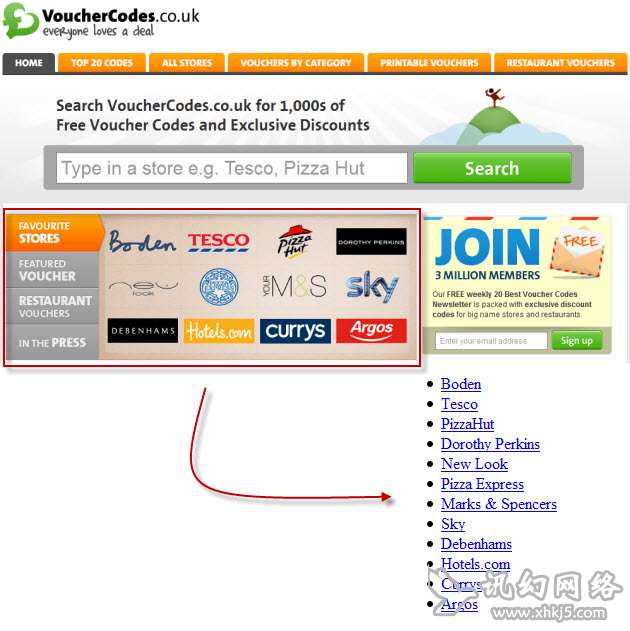 VoucherCodes.co.uk
everyone loves a deal
HOME
TOP 20 CODES
ALL STORES
VOUCHERS BY CATEGORY
PRINTABLE VOUCHERS
RESTAURANT VOUCHERS
Search VoucherCodes.co.uk for 1,000s of
Free Voucher Codes and Exclusive Discounts
Type in a store e.g. Tesco, Pizza Hut
Search
FAVOURITE
STORES
FEATURED
VOUCHER
RESTAURANT
VOUCHERS
IN THE PRESS
Boden
TESCO
Pizza
Hut
DOROTHY PERKINS
new
look
YOUR
M&S
sky
DEBENHAMS
Hotels.com
currys
Argos
JOIN
3 MILLION MEMBERS
FREE
Our FREE weekly 20 Best Voucher Codes
Newsletter is packed with exclusive discount
codes for big name stores and restaurants.
Enter your email address
Sign up
Boden
Tesco
PizzaHut
Dorothy Perkins
New Look
Pizza Express
Marks & Spencers
Sky
Debenhams
Hotels.com
Currys
Argos
讯幻网络
www.xhkj5.com